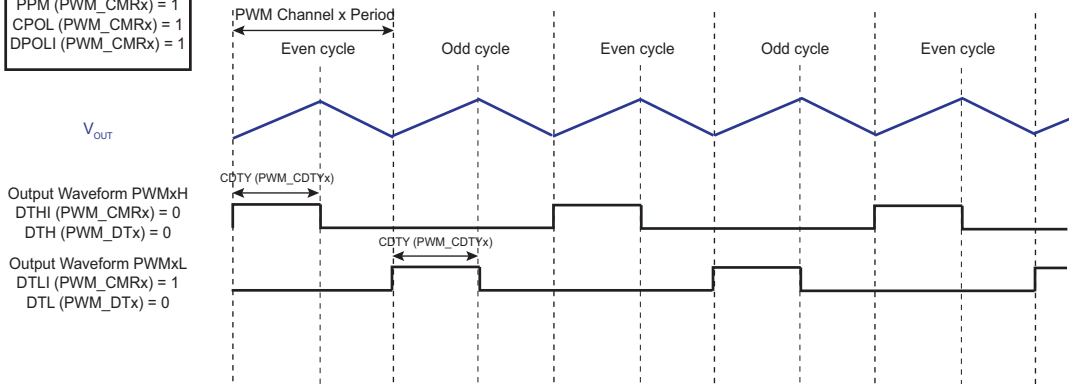 PPM (PWM_CMRx) = 1
CPOL (PWM_CMRx) = 1
DPOLI (PWM_CMRx) = 1
PWM Channel x Period
Even cycle
Odd cycle
Even cycle
Odd cycle
Even cycle
VOUT
CDTY (PWM_CDTYx)
Output Waveform PWMxH
DTHI (PWM_CMRx) = 0
DTH (PWM_DTx) = 0
CDTY (PWM_CDTYx)
Output Waveform PWMxL
DTLI (PWM_CMRx) = 1
DTL (PWM_DTx) = 0